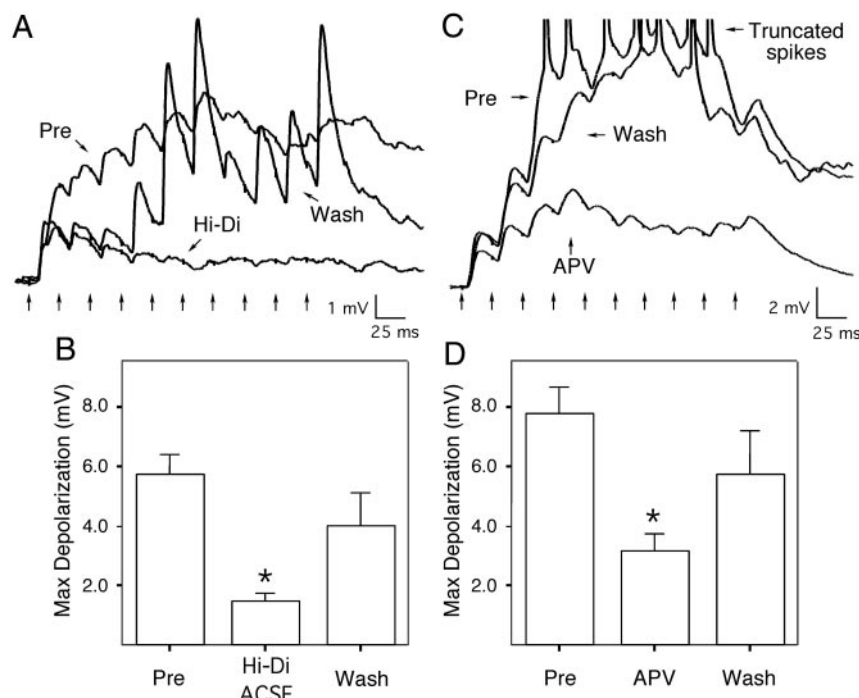 A
Pre
Hi-Di
Wash
1 mV
25 ms
C
Truncated
spikes
Pre
Wash
APV
2 mV
25 ms
B
Max Depolarization (mV)
8.0
6.0
4.0
2.0
*
Pre
Hi-Di
ACSF
Wash
D
Max Depolarization (mV)
8.0
6.0
4.0
2.0
*
Pre
APV
Wash